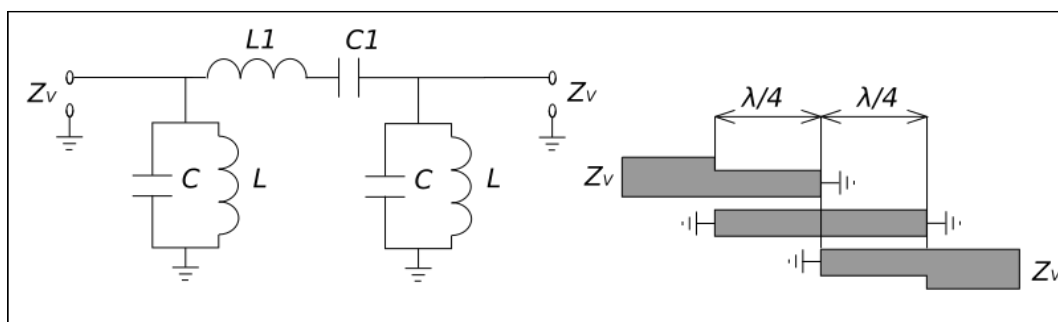 L1 C1
Zv Zv
C L C L
λ/4 λ/4
Zv
Zv